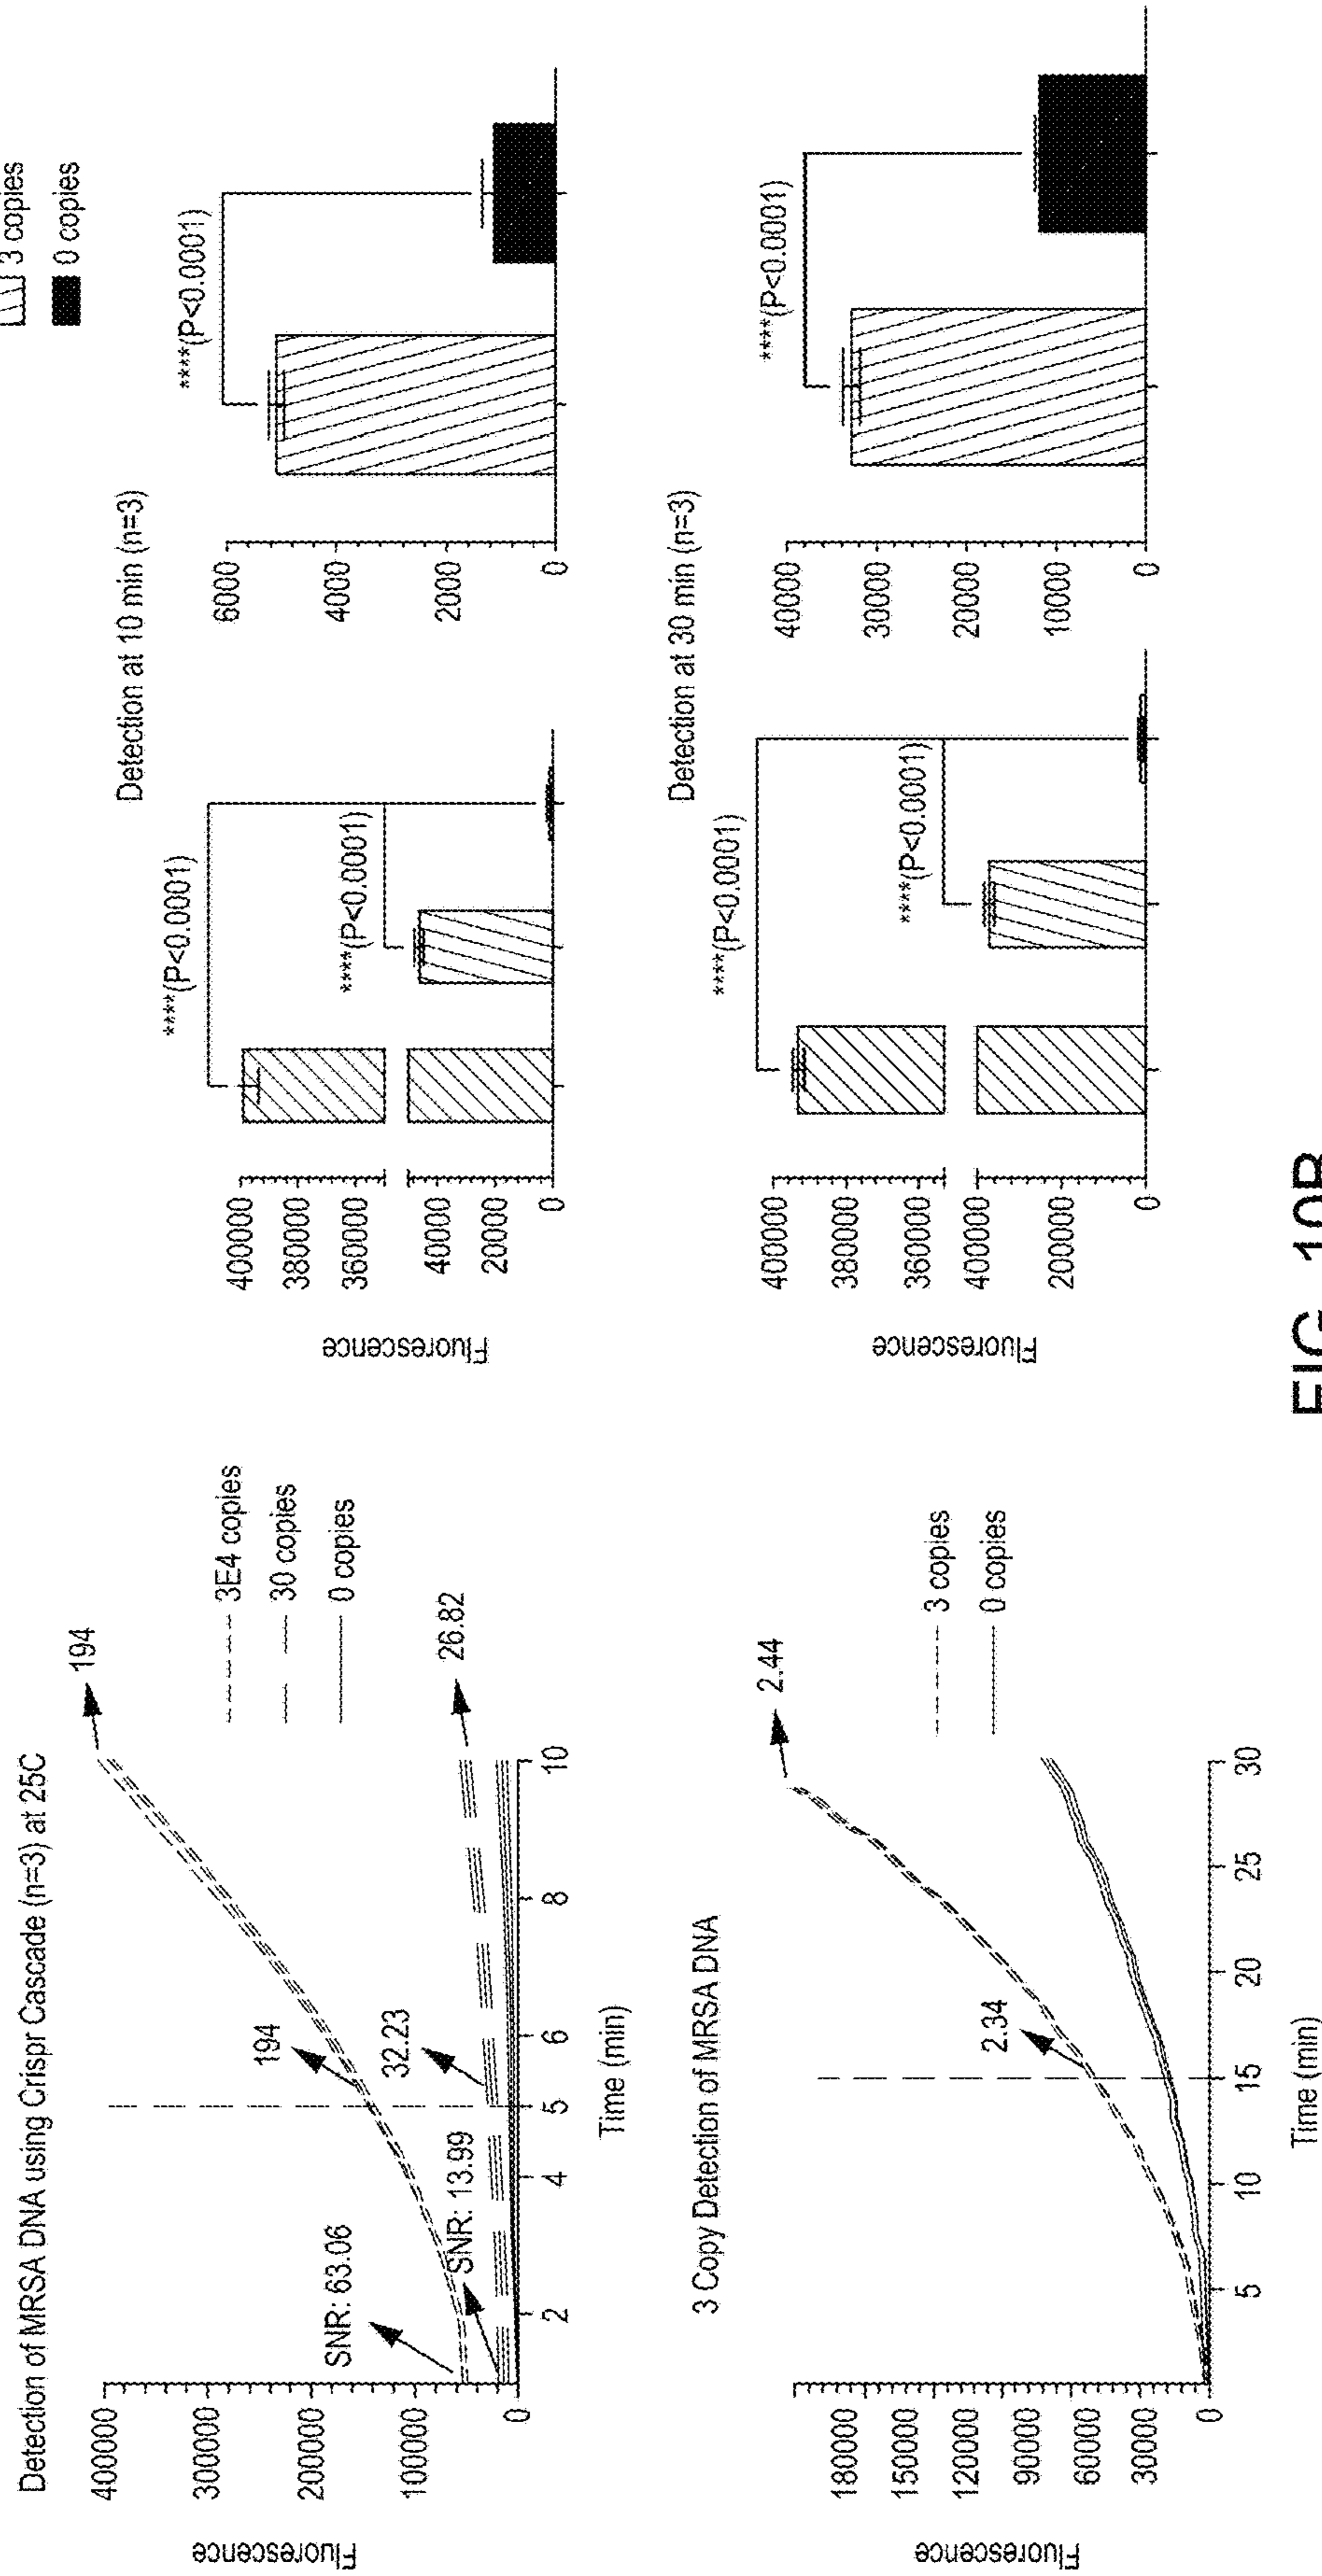 Detection of MRSA DNA using Crispr Cascade (n=3) at 25C
Fluorescence
400000
300000
200000
100000
0
2
4
5
6
8
10
Time (min)
SNR: 63.06
SNR: 13.99
194
32.23
194
26.82
3E4 copies
30 copies
0 copies
3 Copy Detection of MRSA DNA
Fluorescence
180000
150000
120000
90000
60000
30000
0
5
10
15
20
25
30
Time (min)
2.34
2.44
3 copies
0 copies
3 copies
0 copies
Detection at 10 min (n=3)
Fluorescence
400000
380000
360000
40000
20000
0
****(P<0.0001)
****(P<0.0001)
6000
4000
2000
0
****(P<0.0001)
Detection at 30 min (n=3)
Fluorescence
400000
380000
360000
400000
200000
0
****(P<0.0001)
****(P<0.0001)
40000
30000
20000
10000
0
****(P<0.0001)
FIG. 10B